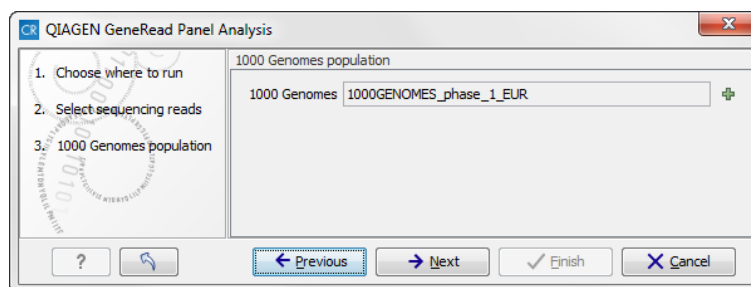 CR QIAGEN GeneRead Panel Analysis
1. Choose where to run
2. Select sequencing reads
3. 1000 Genomes population
1000 Genomes population
1000 Genomes 1000GENOMES_phase_1_EUR
? Previous Next Finish Cancel